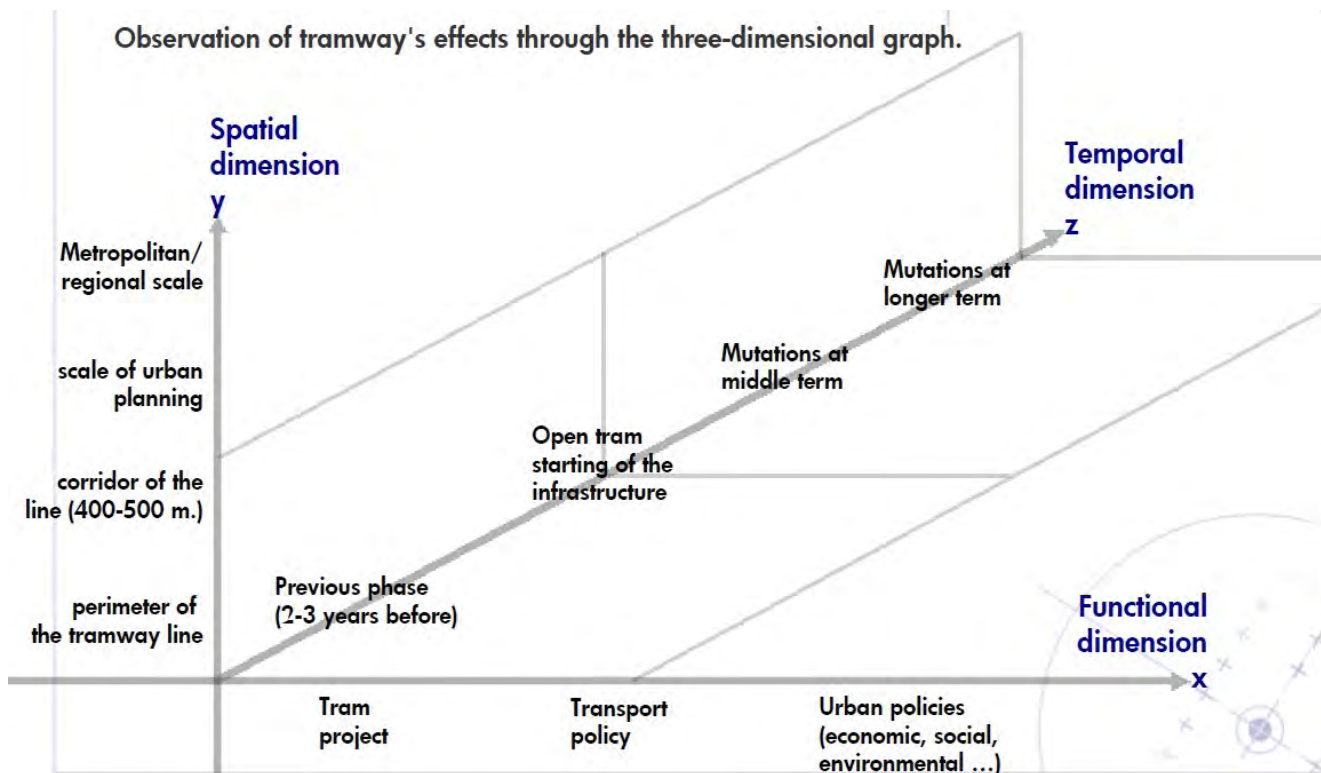 Observation of tramway's effects through the three-dimensional graph.
Spatial
dimension
y
Temporal
dimension
z
Metropolitan/
regional scale
Mutations at
longer term
scale of urban
planning
Mutations at
middle term
Open tram
starting of the
infrastructure
corridor of the
line (400-500 m.)
Previous phase
(2-3 years before)
perimeter of
the tramway line
Functional
dimension
x
Tram
project
Transport
policy
Urban policies
(economic, social,
environmental ...)